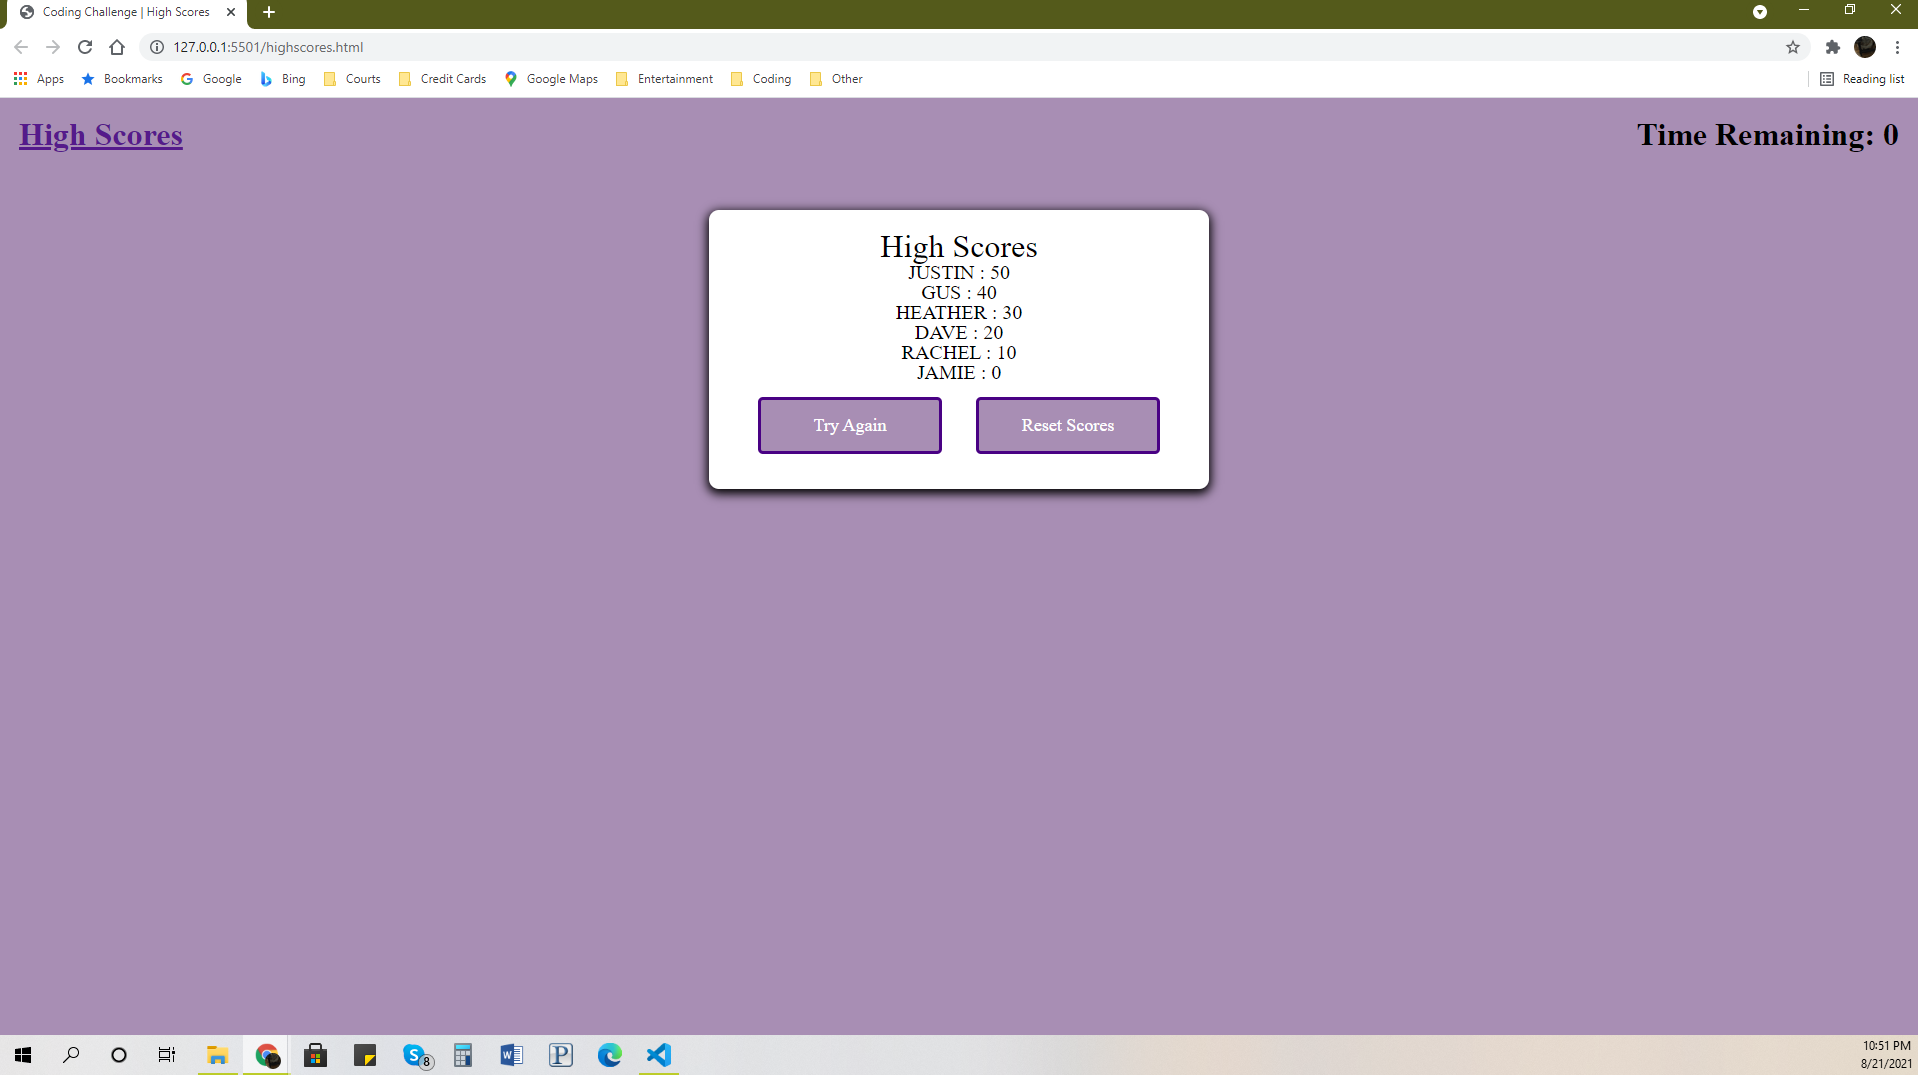 Coding Challenge | High Scores
127.0.0.1:5501/highscores.html
Apps Bookmarks Google Bing Courts Credit Cards Google Maps Entertainment Coding Other Reading list
High Scores Time Remaining: 0
High Scores
JUSTIN : 50
GUS : 40
HEATHER : 30
DAVE : 20
RACHEL : 10
JAMIE : 0
Try Again Reset Scores
8
10:51 PM
8/21/2021